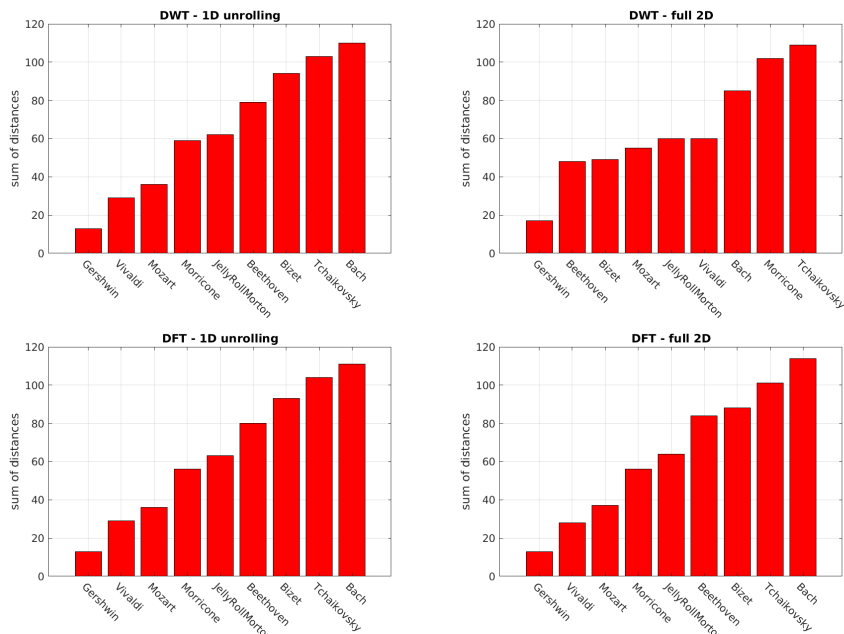 DWT - 1D unrolling
120
100
80
60
40
20
0
sum of distances
Gershwin
Vivaldi
Mozart
Morricone
JellyRollMorton
Beethoven
Bizet
Tchaikovsky
Bach
DWT - full 2D
120
100
80
60
40
20
0
sum of distances
Gershwin
Beethoven
Bizet
Mozart
JellyRollMorton
Vivaldi
Bach
Morricone
Tchaikovsky
DFT - 1D unrolling
120
100
80
60
40
20
0
sum of distances
Gershwin
Vivaldi
Mozart
Morricone
JellyRollMorto
Beethoven
Bizet
Tchaikovsky
Bach
DFT - full 2D
120
100
80
60
40
20
0
sum of distances
Gershwin
Vivaldi
Mozart
Morricone
JellyRollMorto
Beethoven
Bizet
Tchaikovsky
Bach